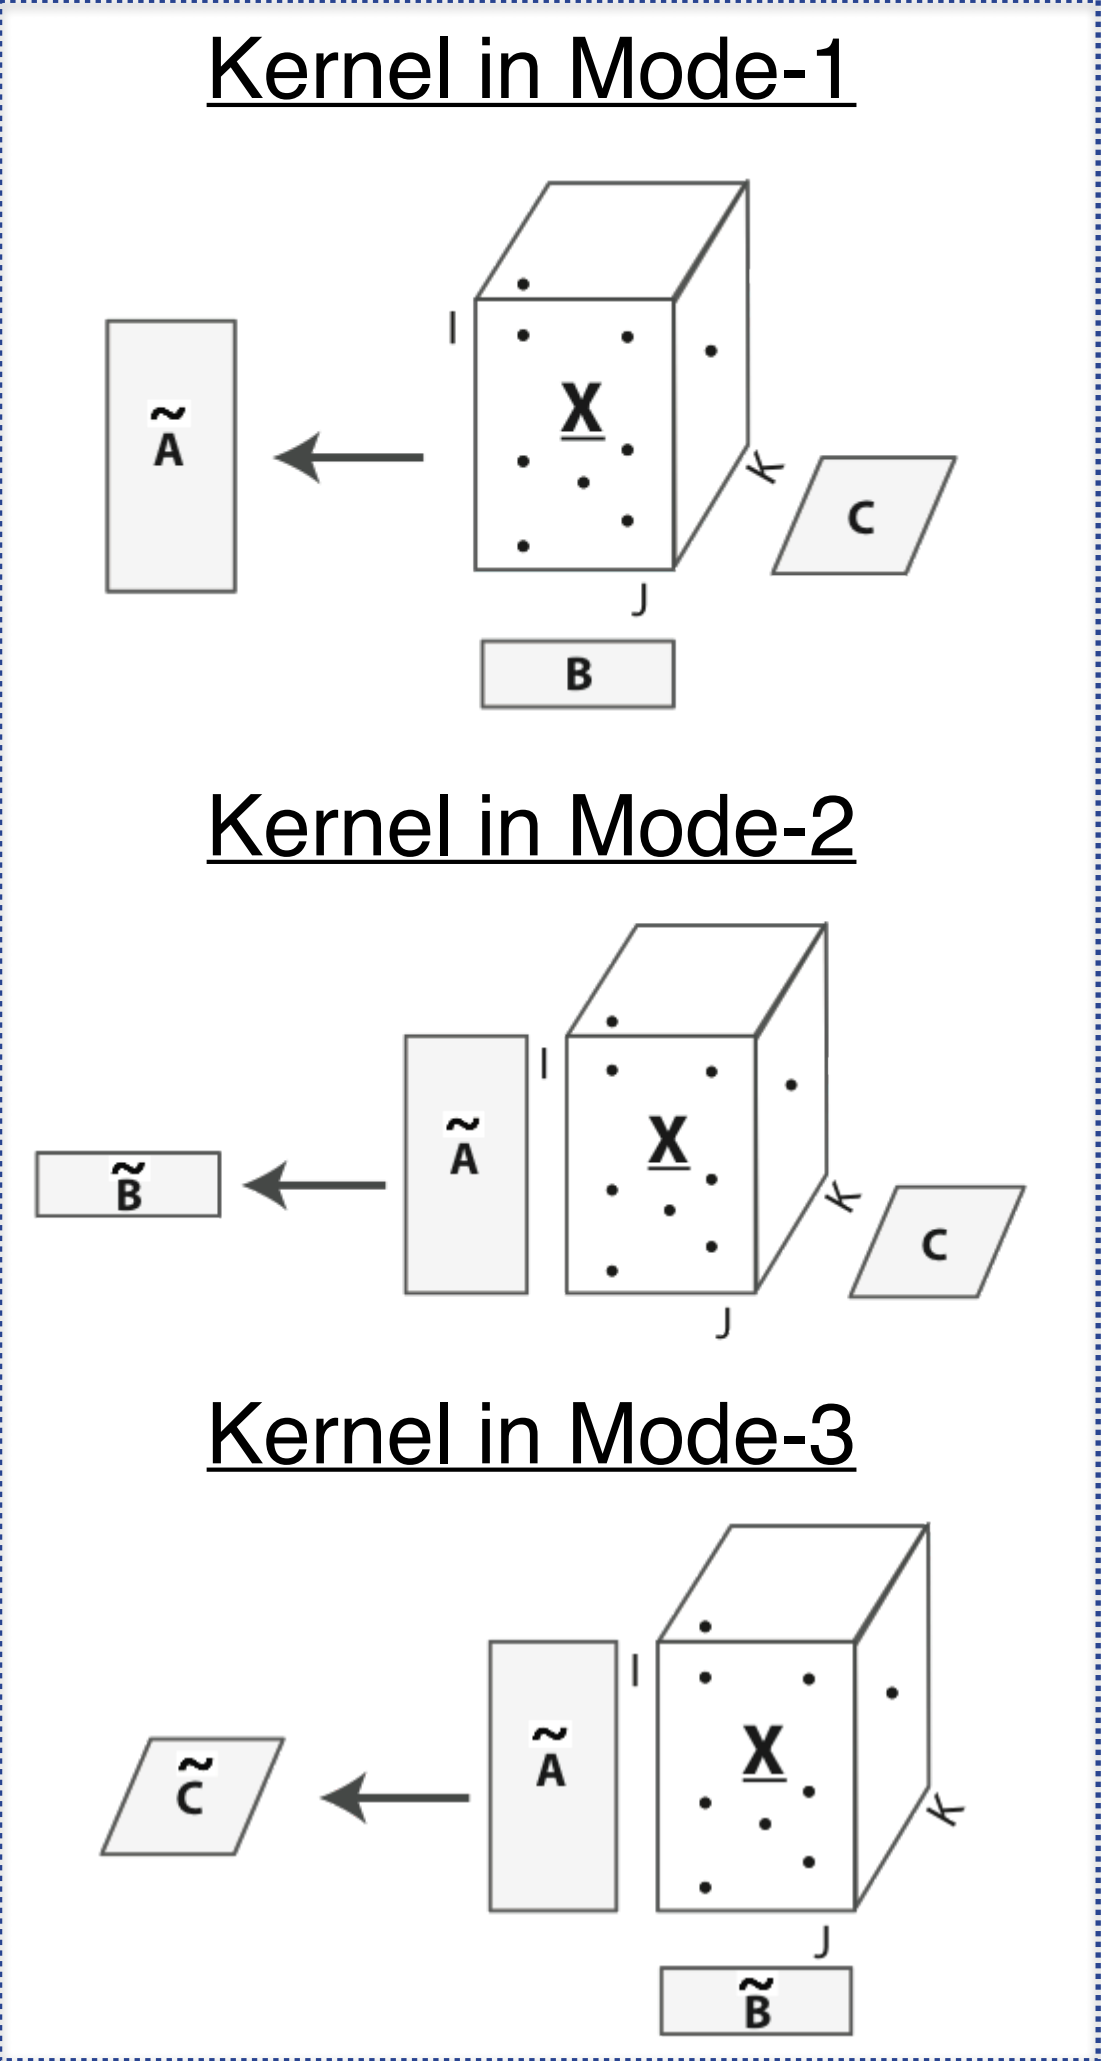 Kernel in Mode-1
I
Ã
X
K
C
J
B
Kernel in Mode-2
I
Ã
X
B̃
K
C
J
Kernel in Mode-3
I
Ã
X
C̃
K
J
B̃